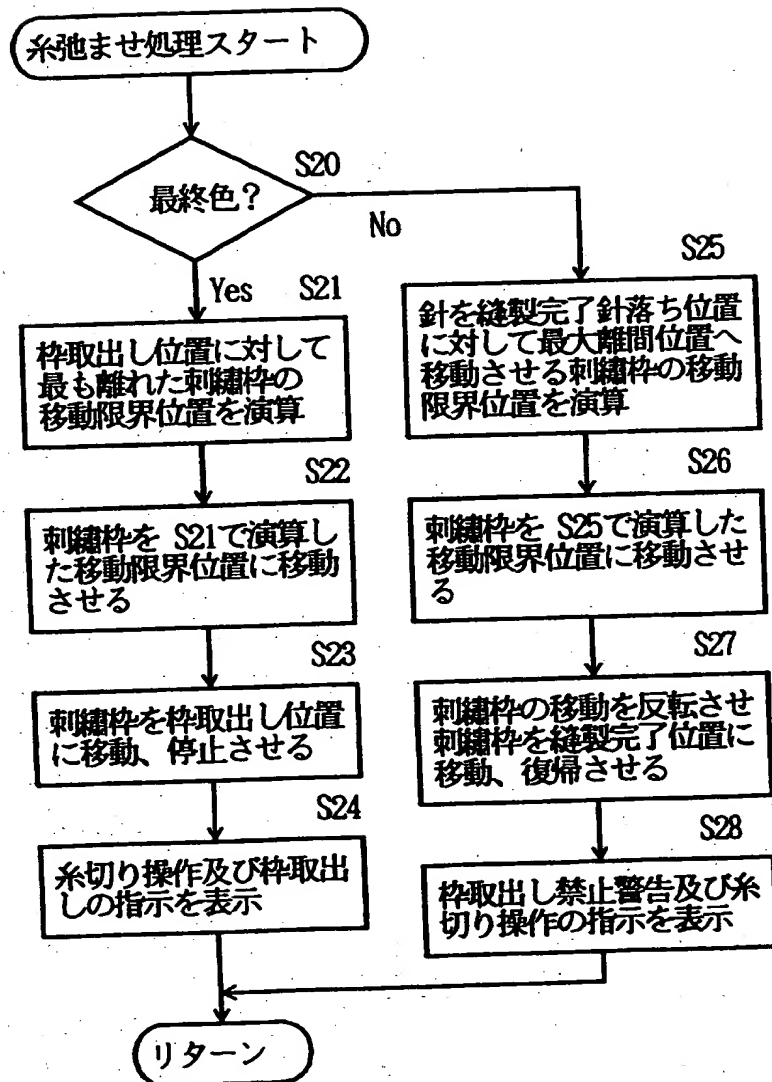 糸弛ませ処理スタート
S20
最終色?
No
Yes
S21
枠取出し位置に対して
最も離れた刺繍枠の
移動限界位置を演算
S22
刺繍枠を S21で演算し
た移動限界位置に移動
させる
S23
刺繍枠を枠取出し位置
に移動、停止させる
S24
糸切り操作及び枠取出
しの指示を表示
S25
針を縫製完了針落ち位置
に対して最大離間位置へ
移動させる刺繍枠の移動
限界位置を演算
S26
刺繍枠を S25で演算した
移動限界位置に移動させ
る
S27
刺繍枠の移動を反転させ
刺繍枠を縫製完了位置に
移動、復帰させる
S28
枠取出し禁止警告及び糸
切り操作の指示を表示
リターン